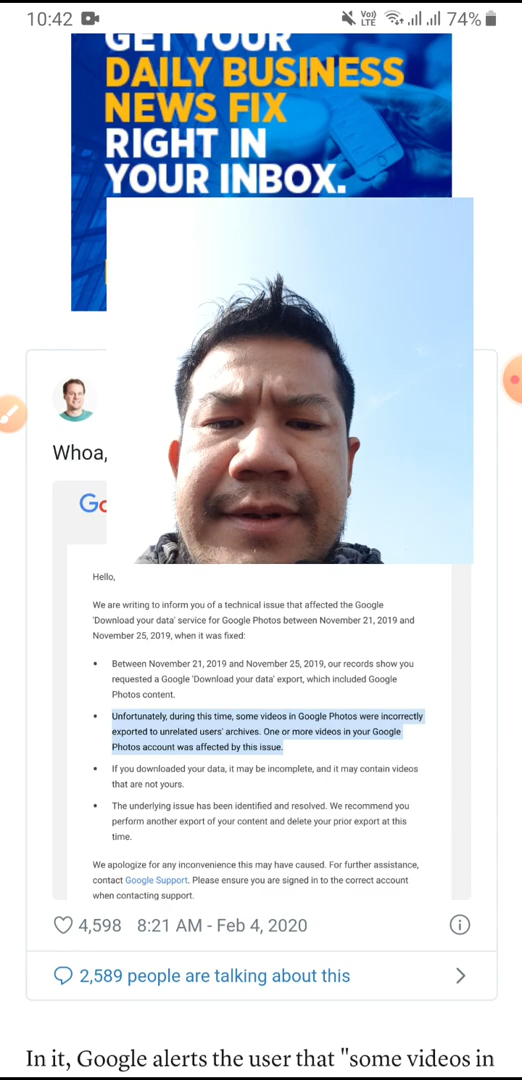 10:42
Vo) LTE
74%
GET YOUR
DAILY BUSINESS
NEWS FIX
RIGHT IN
YOUR INBOX.
Whoa,
Go
Hello,
We are writing to inform you of a technical issue that affected the Google
'Download your data' service for Google Photos between November 21, 2019 and
November 25, 2019, when it was fixed:
• Between November 21, 2019 and November 25, 2019, our records show you
requested a Google 'Download your data' export, which included Google
Photos content.
• Unfortunately, during this time, some videos in Google Photos were incorrectly
exported to unrelated users' archives. One or more videos in your Google
Photos account was affected by this issue.
• If you downloaded your data, it may be incomplete, and it may contain videos
that are not yours.
• The underlying issue has been identified and resolved. We recommend you
perform another export of your content and delete your prior export at this
time.
We apologize for any inconvenience this may have caused. For further assistance,
contact Google Support. Please ensure you are signed in to the correct account
when contacting support.
4,598 8:21 AM - Feb 4, 2020
2,589 people are talking about this
In it, Google alerts the user that "some videos in